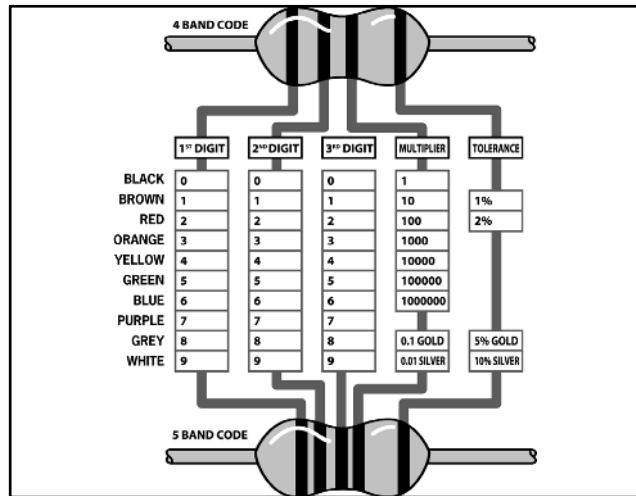 4 BAND CODE
1ST DIGIT 2ND DIGIT 3RD DIGIT MULTIPLIER TOLERANCE
BLACK 0 0 0 1
BROWN 1 1 1 10 1%
RED 2 2 2 100 2%
ORANGE 3 3 3 1000
YELLOW 4 4 4 10000
GREEN 5 5 5 100000
BLUE 6 6 6 1000000
PURPLE 7 7 7
GREY 8 8 8 0.1 GOLD 5% GOLD
WHITE 9 9 9 0.01 SILVER 10% SILVER
5 BAND CODE